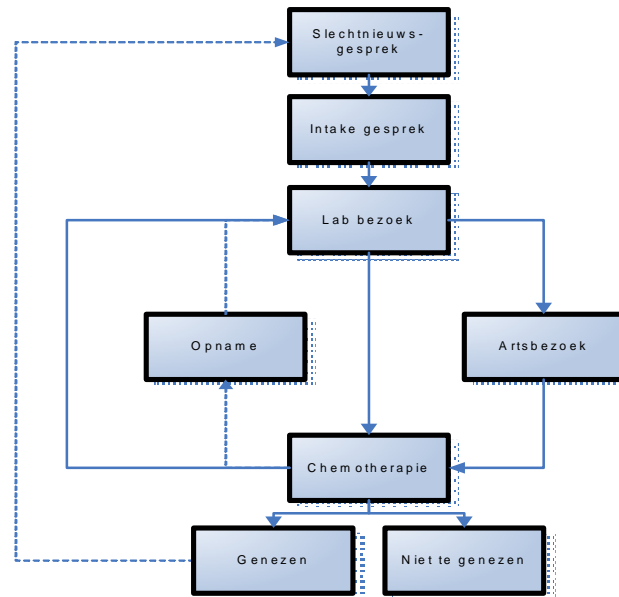 Slechtnieuws-
gesprek
Intake gesprek
Lab bezoek
Opname
Artsbezoek
Chemotherapie
Genezen
Niet te genezen